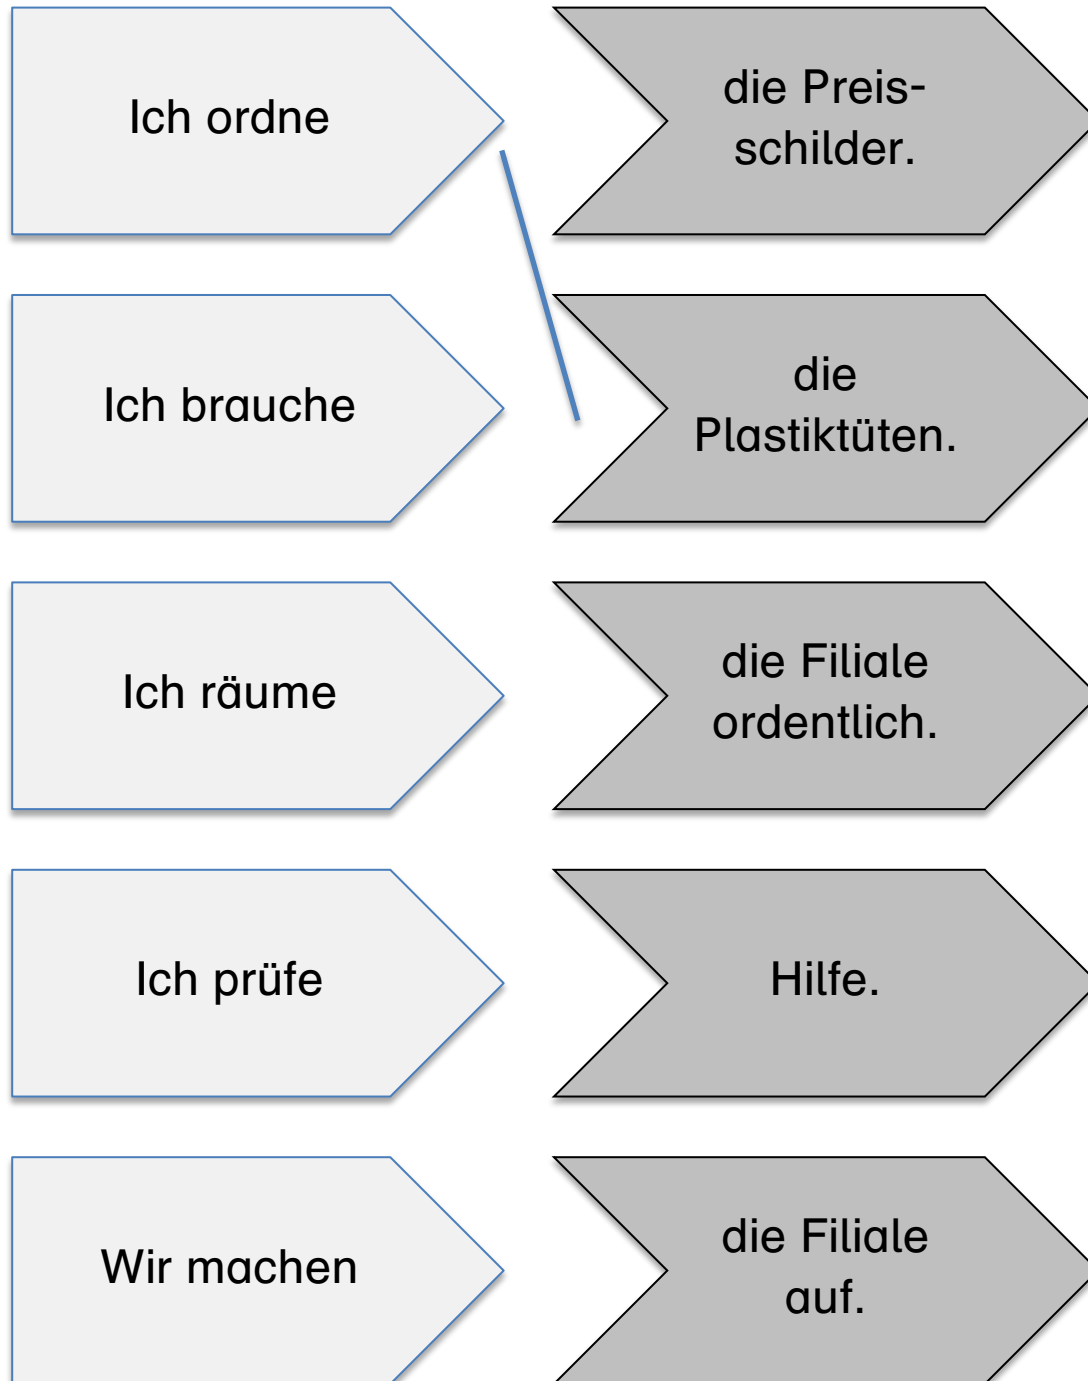 Ich ordne
die Preis-
schilder.
Ich brauche
die
Plastiktüten.
Ich räume
die Filiale
ordentlich.
Ich prüfe
Hilfe.
Wir machen
die Filiale
auf.